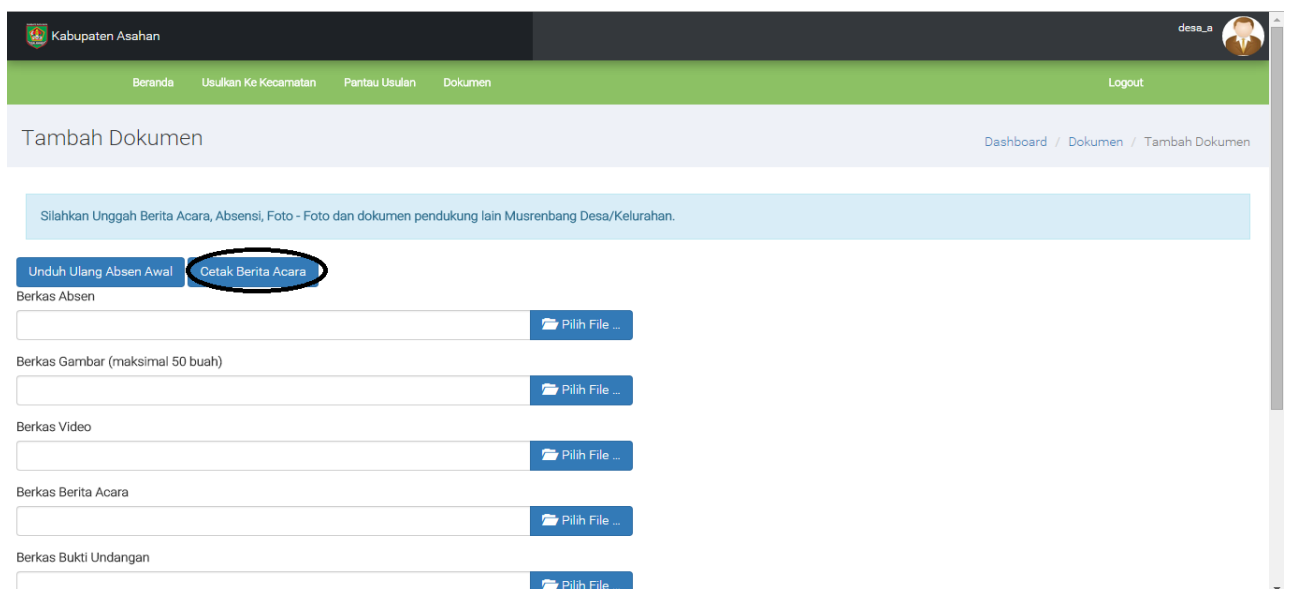 Kabupaten Asahan
desa_a
Beranda Usulkan Ke Kecamatan Pantau Usulan Dokumen Logout
Tambah Dokumen
Dashboard / Dokumen / Tambah Dokumen
Silahkan Unggah Berita Acara, Absensi, Foto - Foto dan dokumen pendukung lain Musrenbang Desa/Kelurahan.
Unduh Ulang Absen Awal Cetak Berita Acara
Berkas Absen
Pilih File ...
Berkas Gambar (maksimal 50 buah)
Pilih File ...
Berkas Video
Pilih File ...
Berkas Berita Acara
Pilih File ...
Berkas Bukti Undangan
Pilih File ...